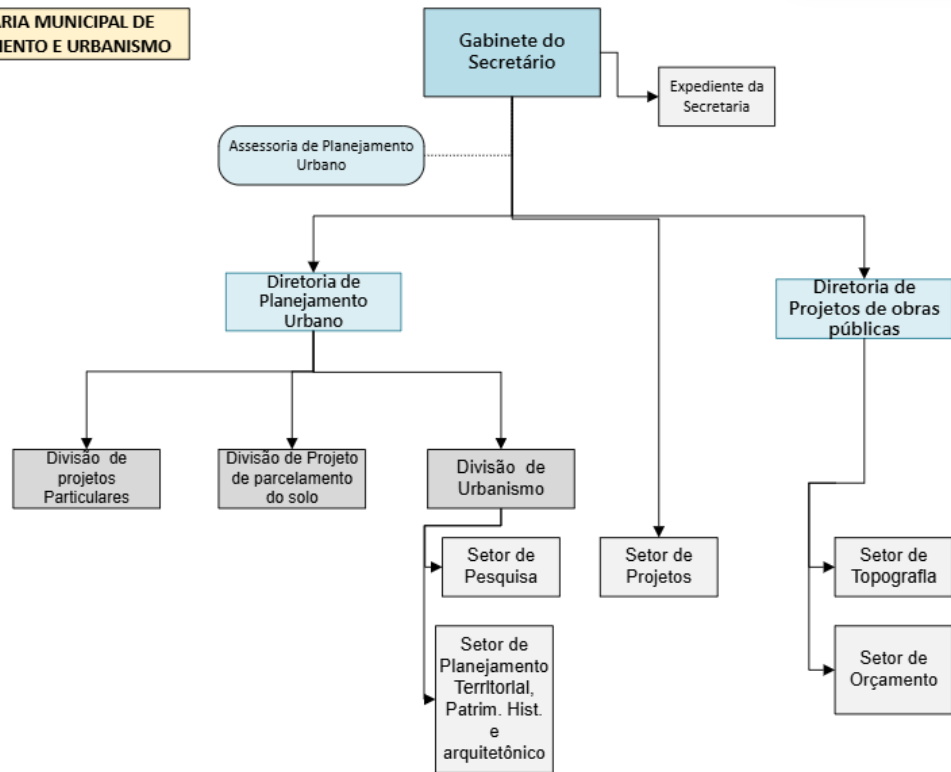 ARIA MUNICIPAL DE
MENTO E URBANISMO
Gabinete do
Secretário
Expediente da
Secretaria
Assessoria de Planejamento
Urbano
Diretoria de
Planejamento
Urbano
Diretoria de
Projetos de obras
públicas
Divisão de
projetos
Particulares
Divisão de Projeto
de parcelamento
do solo
Divisão de
Urbanismo
Setor de
Pesquisa
Setor de
Projetos
Setor de
Topografia
Setor de
Planejamento
Territorial,
Patrim. Hist.
e
arquitetônico
Setor de
Orçamento